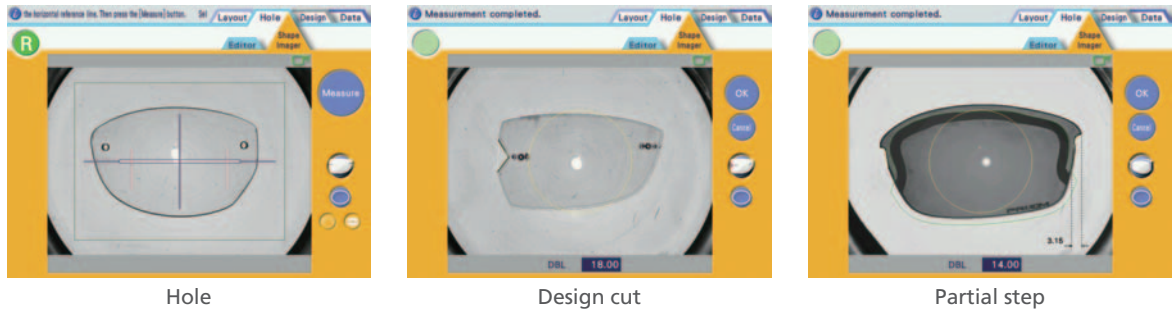 the horizontal reference line. Then press the [Measure] button. Set
Layout Hole Design Data
Editor
Shape
Imager
R
Measure
Hole
Measurement completed.
Layout Hole Design Data
Editor
Shape
Imager
OK
Cancel
DBL 18.00
Design cut
Measurement completed.
Layout Hole Design Data
Editor
Shape
Imager
OK
Cancel
3.15
DBL 14.00
Partial step